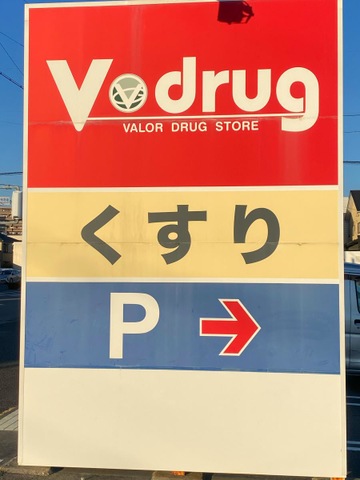 V drug
VALOR DRUG STORE
くすり
P →